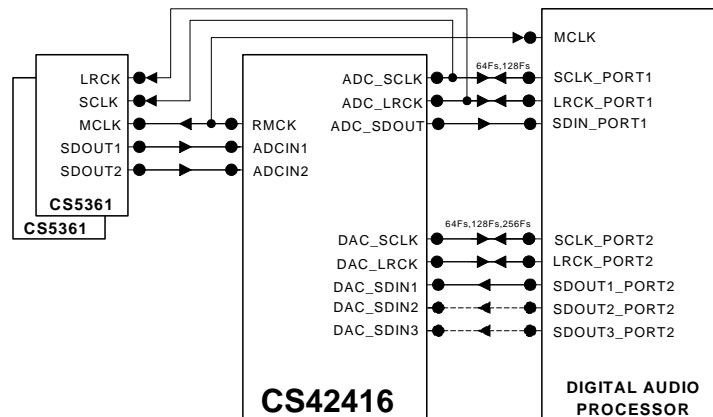 LRCK
SCLK
MCLK
SDOUT1
SDOUT2
CS5361
CS5361
RMCK
ADCIN1
ADCIN2
ADC_SCLK
ADC_LRCK
ADC_SDOUT
DAC_SCLK
DAC_LRCK
DAC_SDIN1
DAC_SDIN2
DAC_SDIN3
CS42416
64Fs,128Fs
64Fs,128Fs,256Fs
MCLK
SCLK_PORT1
LRCK_PORT1
SDIN_PORT1
SCLK_PORT2
LRCK_PORT2
SDOUT1_PORT2
SDOUT2_PORT2
SDOUT3_PORT2
DIGITAL AUDIO
PROCESSOR